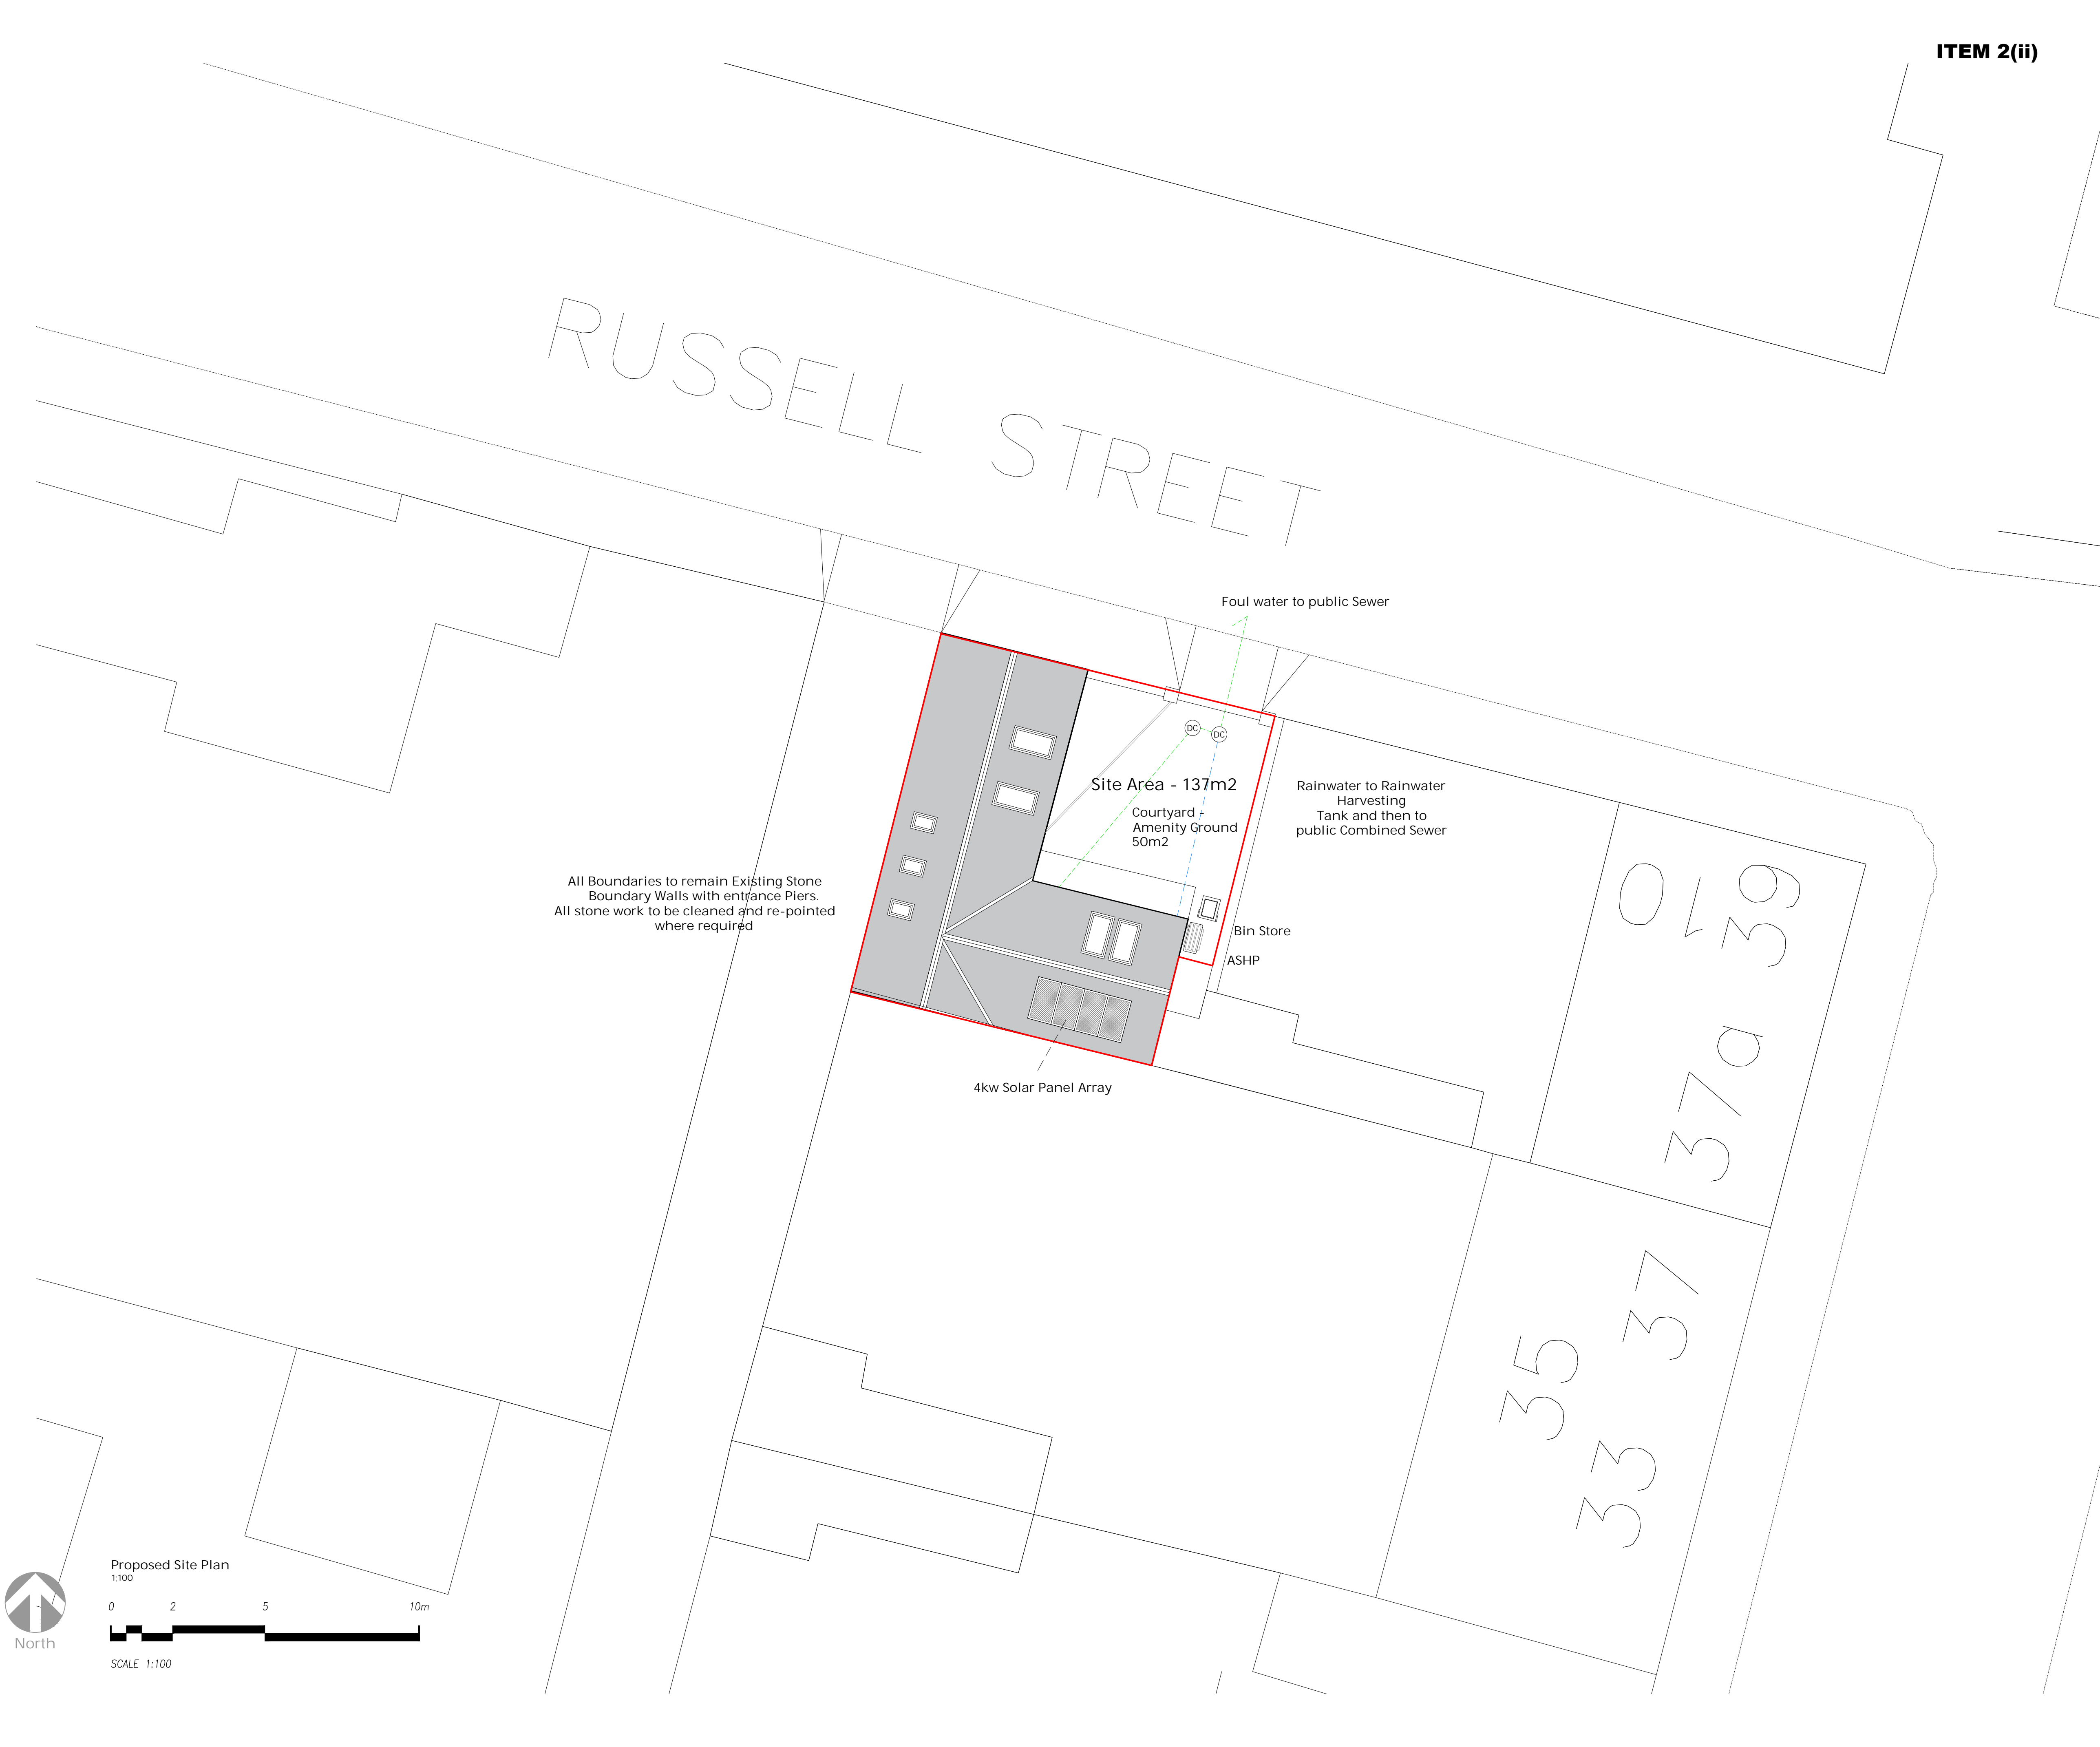 ITEM 2(ii)
RUSSELL STREET
Foul water to public Sewer
DC
DC
Site Area - 137m2
Courtyard -
Amenity Ground
50m2
Rainwater to Rainwater
Harvesting
Tank and then to
public Combined Sewer
All Boundaries to remain Existing Stone
Boundary Walls with entrance Piers.
All stone work to be cleaned and re-pointed
where required
Bin Store
ASHP
4kw Solar Panel Array
10
39
37a
37
35
33
Proposed Site Plan
1:100
0 2 5 10m
SCALE 1:100
North